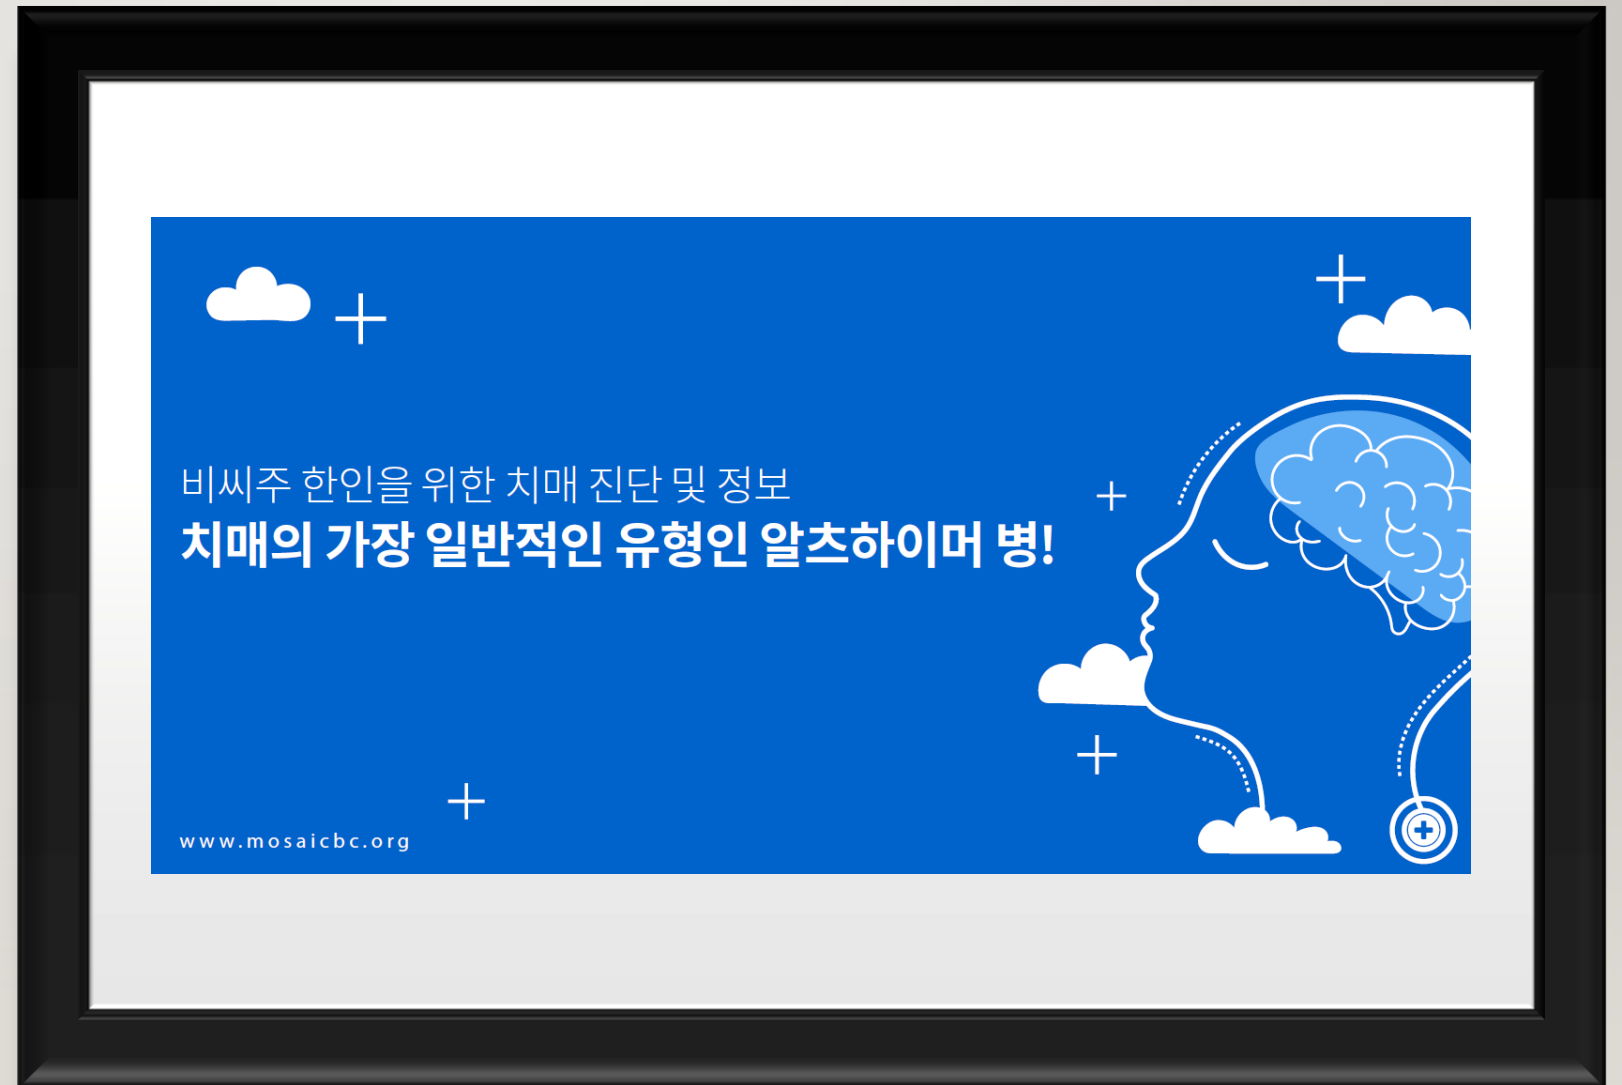 비씨주 한인을 위한 치매 진단 및 정보
치매의 가장 일반적인 유형인 알츠하이머 병!
www.mosaicbc.org